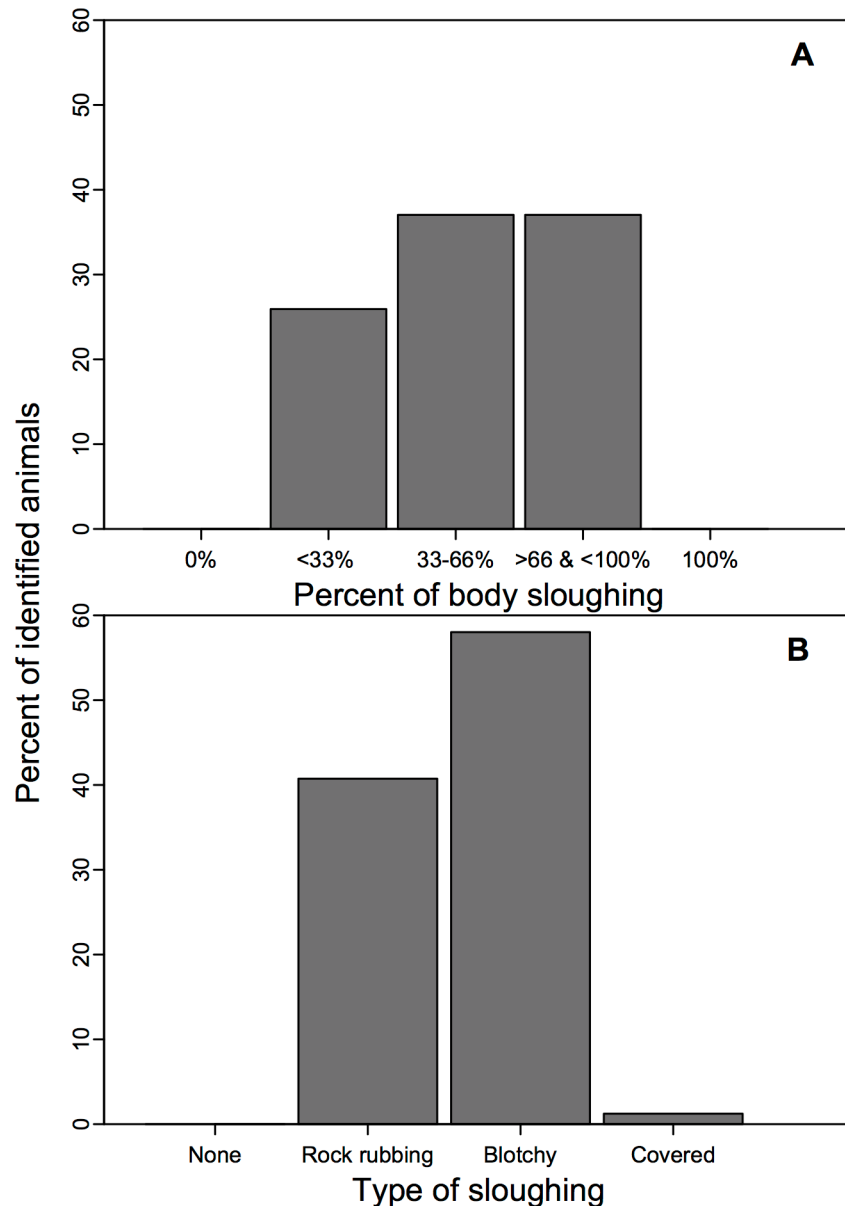 Percent of identified animals
A
60
50
40
30
20
10
0
0% <33% 33-66% >66 & <100% 100%
Percent of body sloughing
B
60
50
40
30
20
10
0
None Rock rubbing Blotchy Covered
Type of sloughing